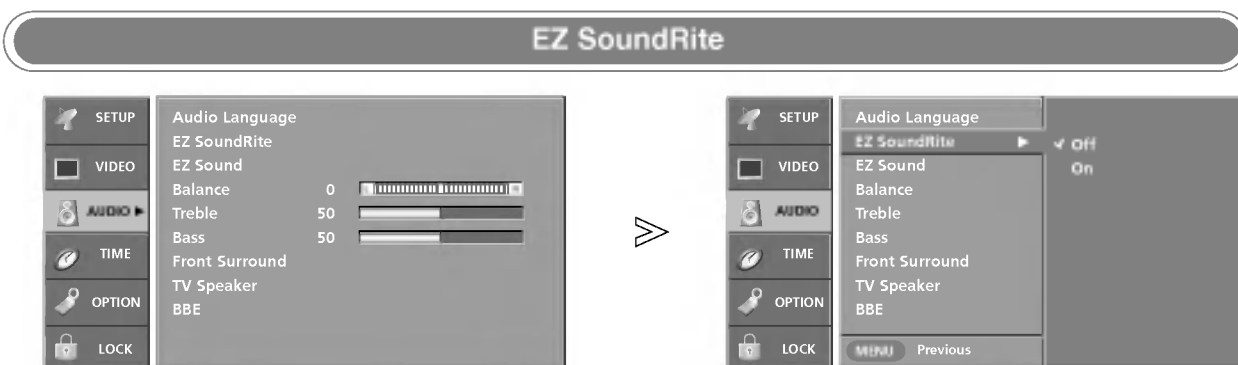 EZ SoundRite
SETUP
VIDEO
AUDIO
TIME
OPTION
LOCK
Audio Language
EZ SoundRite
EZ Sound
Balance 0
Treble 50
Bass 50
Front Surround
TV Speaker
BBE
SETUP
VIDEO
AUDIO
TIME
OPTION
LOCK
Audio Language
EZ SoundRite
EZ Sound
Balance
Treble
Bass
Front Surround
TV Speaker
BBE
MENU Previous
Off
On